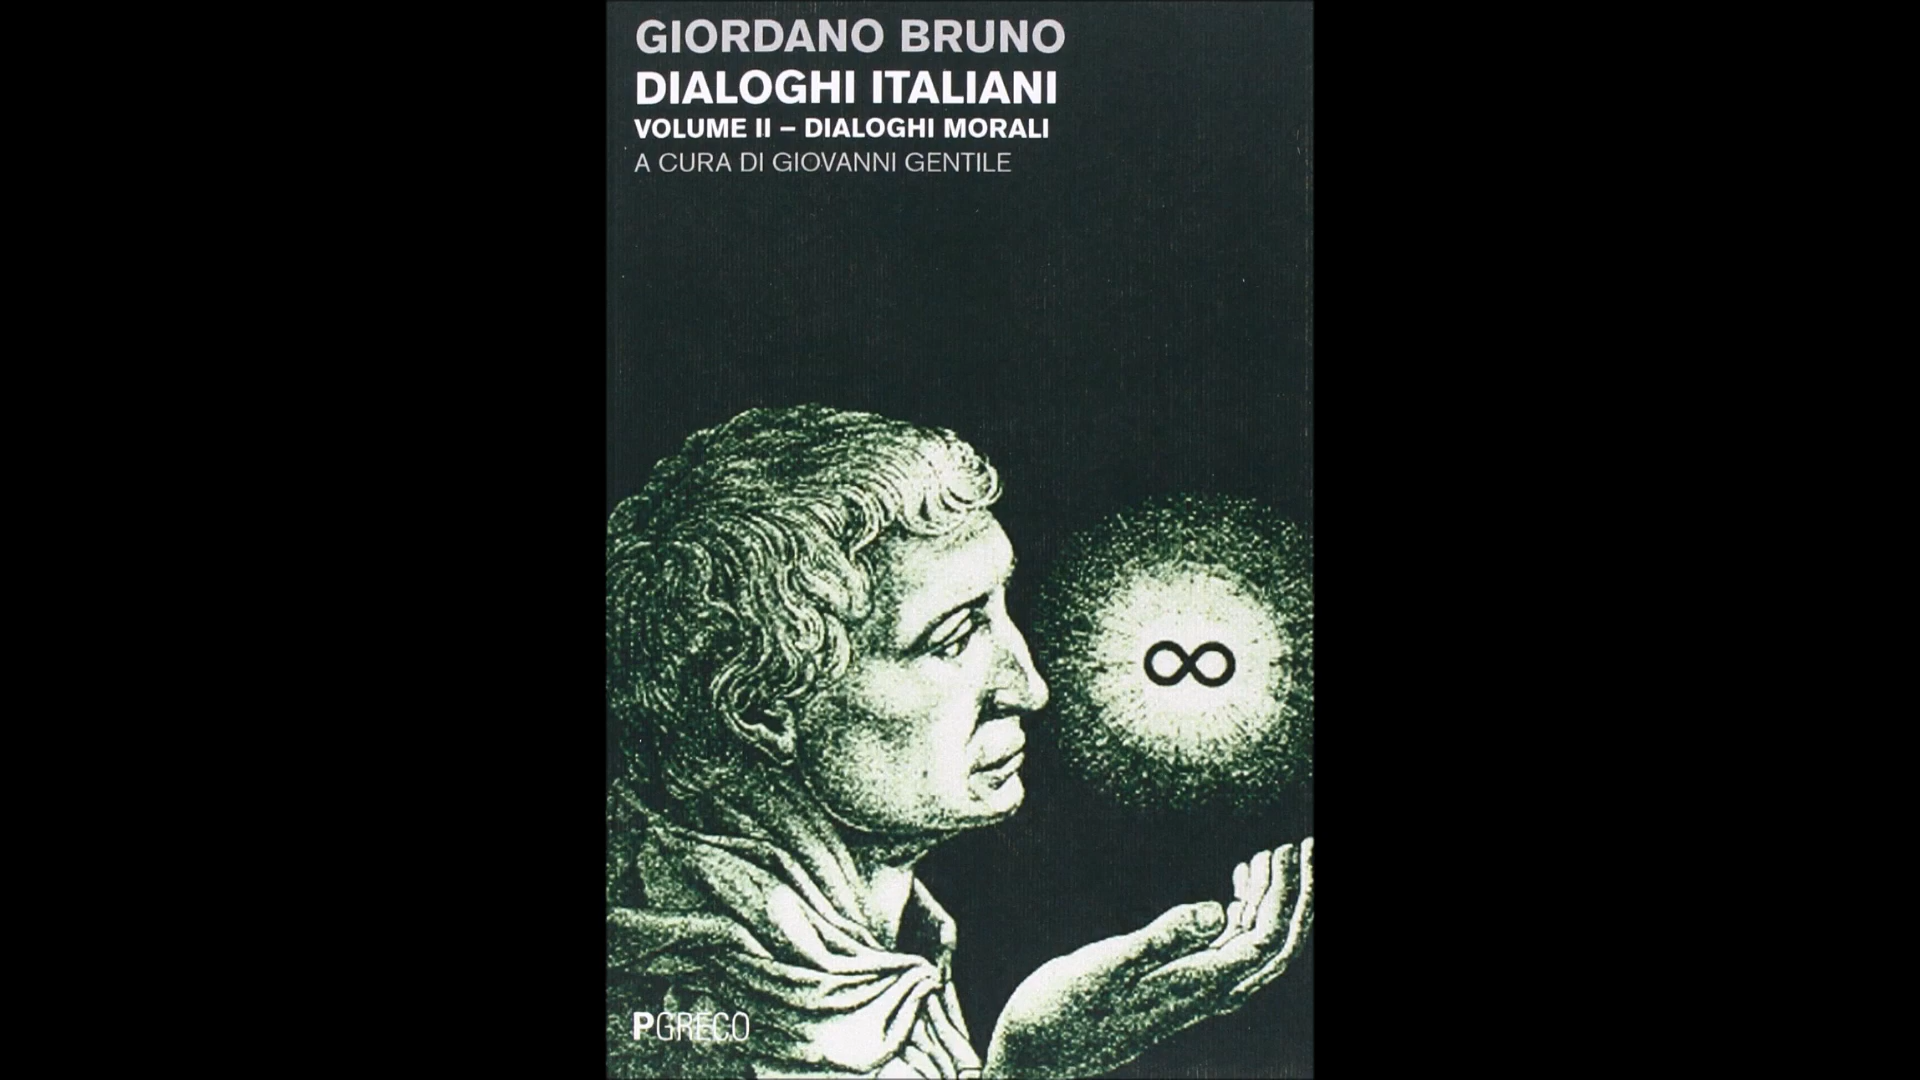 GIORDANO BRUNO
DIALOGHI ITALIANI
VOLUME II – DIALOGHI MORALI
A CURA DI GIOVANNI GENTILE
∞
PGRECO